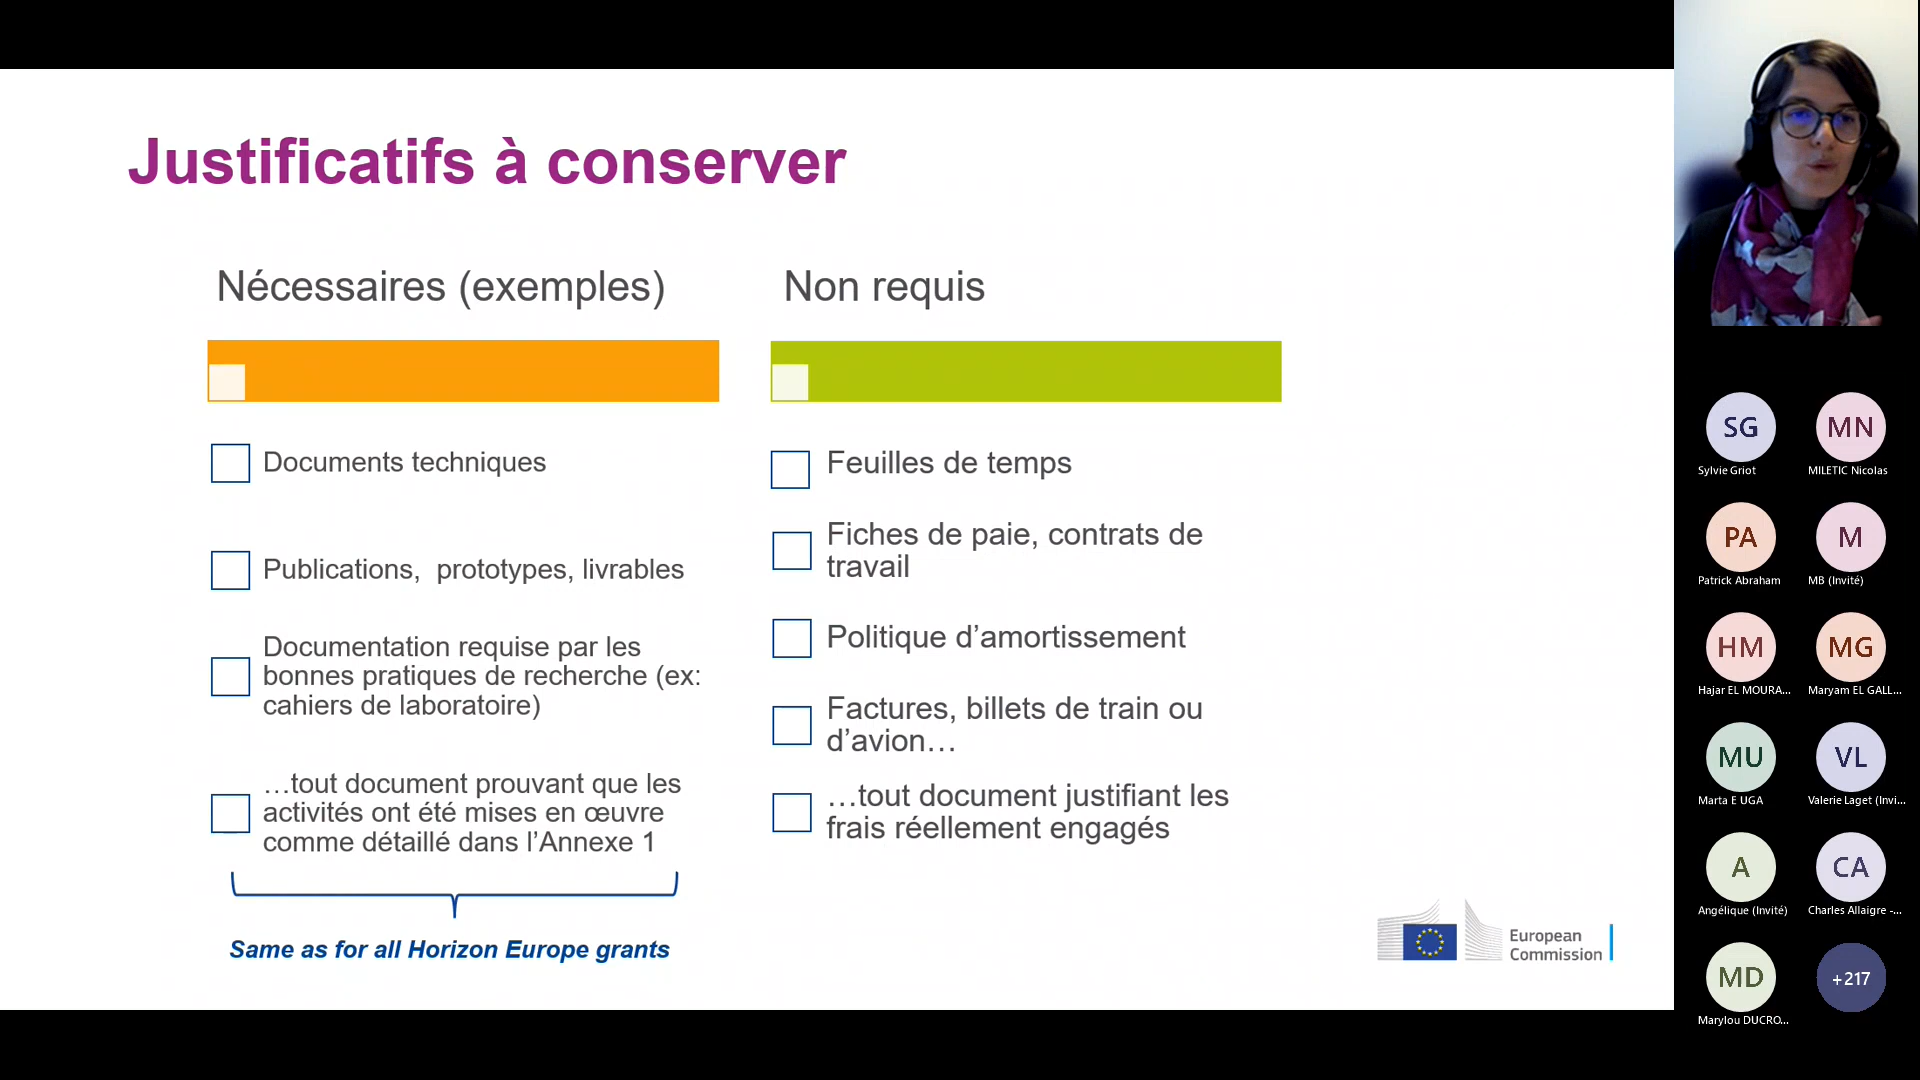 Justificatifs à conserver
Nécessaires (exemples)
Documents techniques
Publications,  prototypes, livrables
Documentation requise par les
bonnes pratiques de recherche (ex:
cahiers de laboratoire)
…tout document prouvant que les
activités ont été mises en œuvre
comme détaillé dans l’Annexe 1
Same as for all Horizon Europe grants
Non requis
Feuilles de temps
Fiches de paie, contrats de
travail
Politique d’amortissement
Factures, billets de train ou
d’avion…
…tout document justifiant les
frais réellement engagés
European
Commission
SG
Sylvie Griot
MN
MILETIC Nicolas
PA
Patrick Abraham
M
MB (Invité)
HM
Hajar EL MOURA...
MG
Maryam EL GALL...
MU
Marta E UGA
VL
Valerie Laget (Invi...
A
Angélique (Invité)
CA
Charles Allaigre -...
MD
Marylou DUCRO...
+217